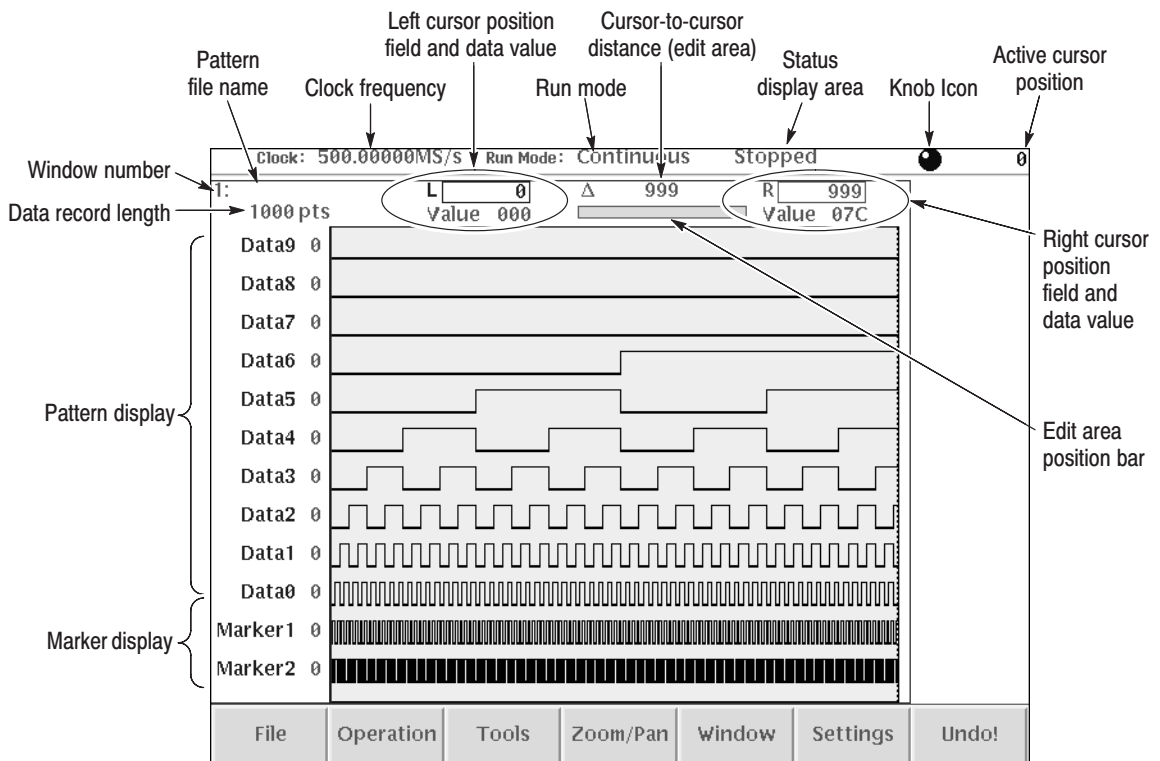 Left cursor position
field and data value
Cursor-to-cursor
distance (edit area)
Pattern
file name
Clock frequency
Run mode
Status
display area
Knob Icon
Active cursor
position
Window number
Data record length
Clock: 500.00000MS/s Run Mode: Continuous Stopped 0
1: L 0 Δ 999 R 999
1000 pts Value 000 Value 07C
Right cursor
position
field and
data value
Data9 0
Data8 0
Data7 0
Data6 0
Data5 0
Pattern display
Data4 0
Edit area
position bar
Data3 0
Data2 0
Data1 0
Data0 0
Marker display
Marker1 0
Marker2 0
File Operation Tools Zoom/Pan Window Settings Undo!